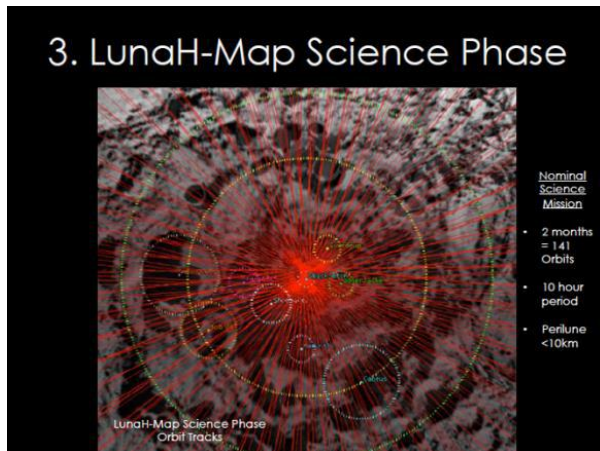 3. LunaH-Map Science Phase
Nominal
Science
Mission
• 2 months
= 141
Orbits
• 10 hour
period
• Perilune
<10km
Cabeus
LunaH-Map Science Phase
Orbit Tracks